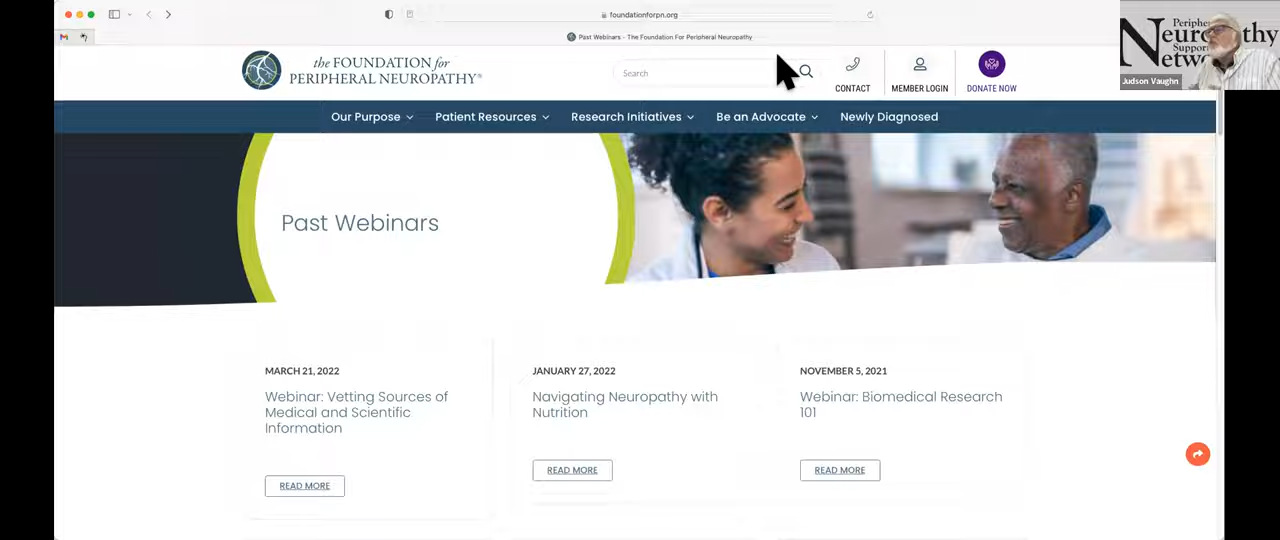 foundationforpn.org
Past Webinars - The Foundation For Peripheral Neuropathy
the FOUNDATION for
PERIPHERAL NEUROPATHY®
Search
CONTACT
MEMBER LOGIN
DONATE NOW
Our Purpose
Patient Resources
Research Initiatives
Be an Advocate
Newly Diagnosed
Past Webinars
MARCH 21, 2022
Webinar: Vetting Sources of
Medical and Scientific
Information
READ MORE
JANUARY 27, 2022
Navigating Neuropathy with
Nutrition
READ MORE
NOVEMBER 5, 2021
Webinar: Biomedical Research
101
READ MORE
Judson Vaughn